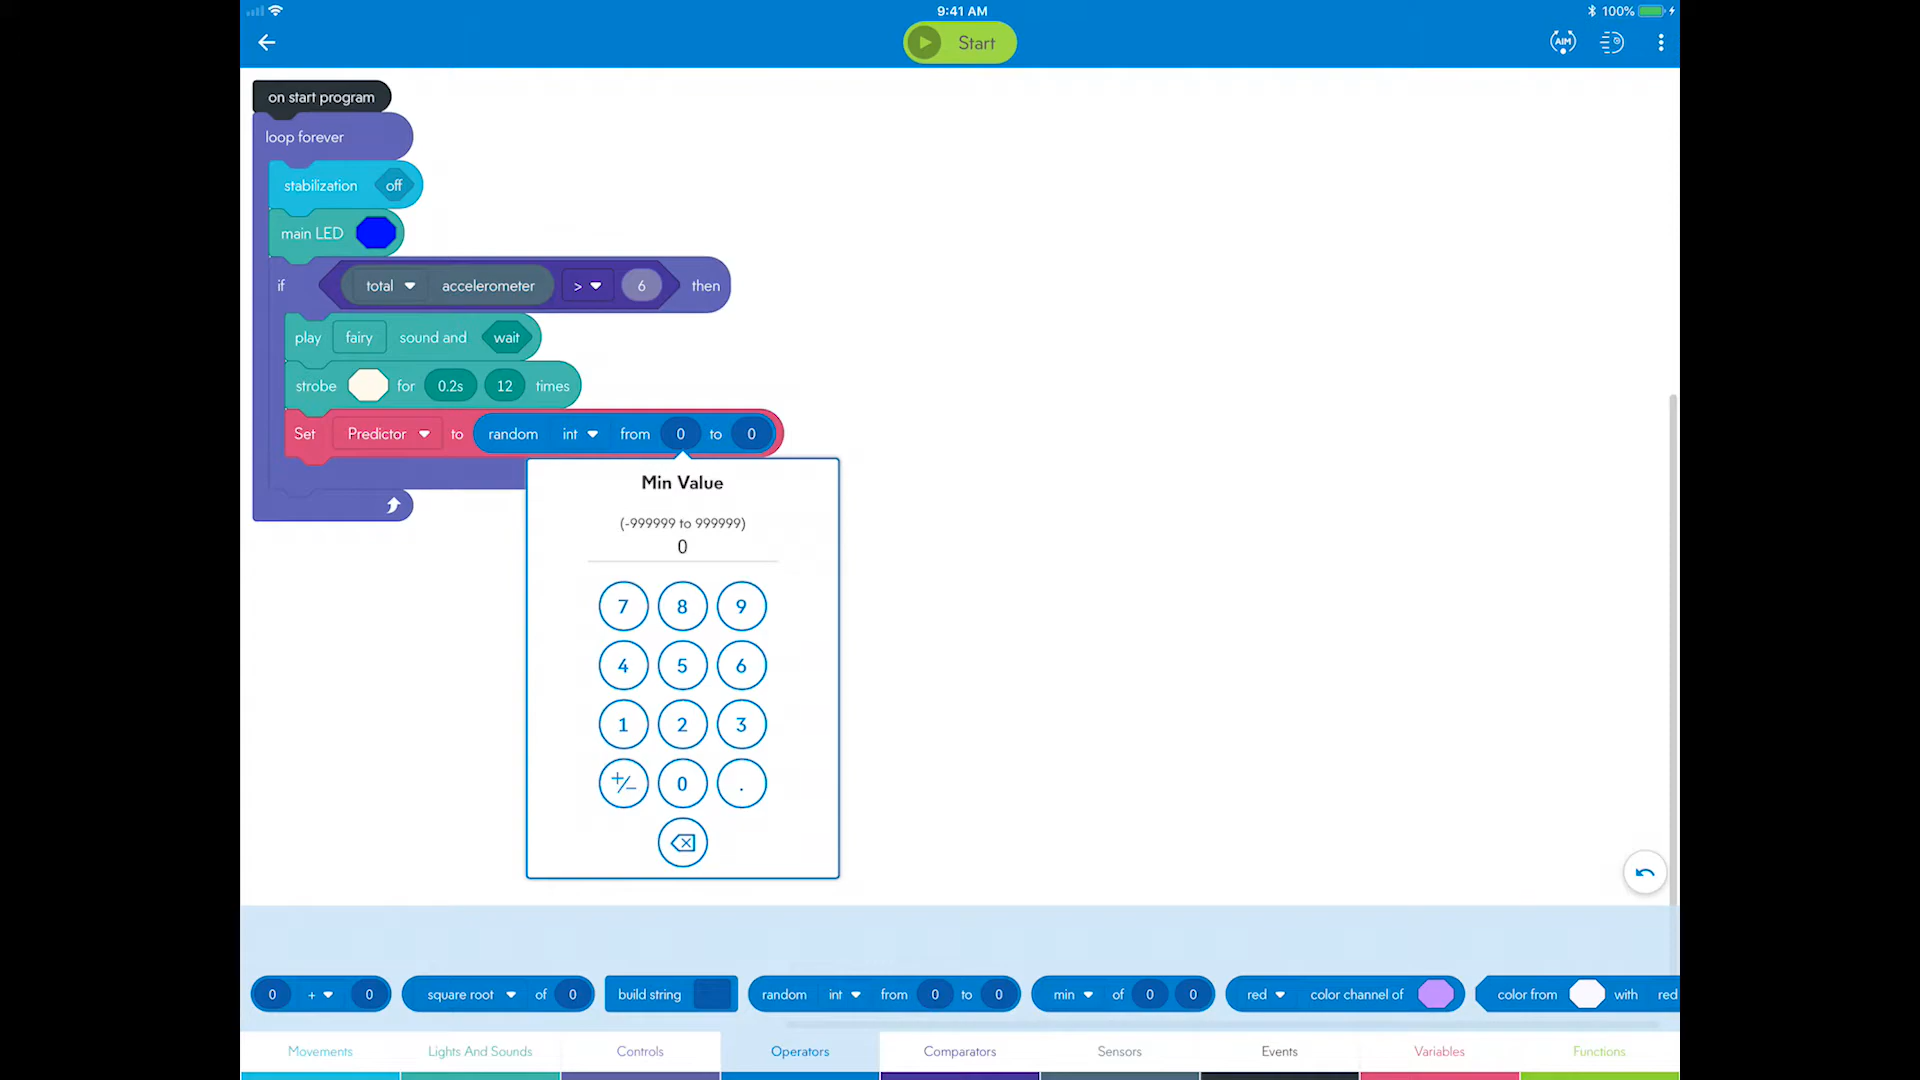 9:41 AM
100%
Start
AIM
on start program
loop forever
stabilization off
main LED
if total accelerometer > 6 then
play fairy sound and wait
strobe for 0.2s 12 times
Set Predictor to random int from 0 to 0
Min Value
(-999999 to 999999)
0
7 8 9
4 5 6
1 2 3
+/− 0 .
0 + 0 square root of 0 build string random int from 0 to 0 min of 0 0 red color channel of color from with red
Movements Lights And Sounds Controls Operators Comparators Sensors Events Variables Functions